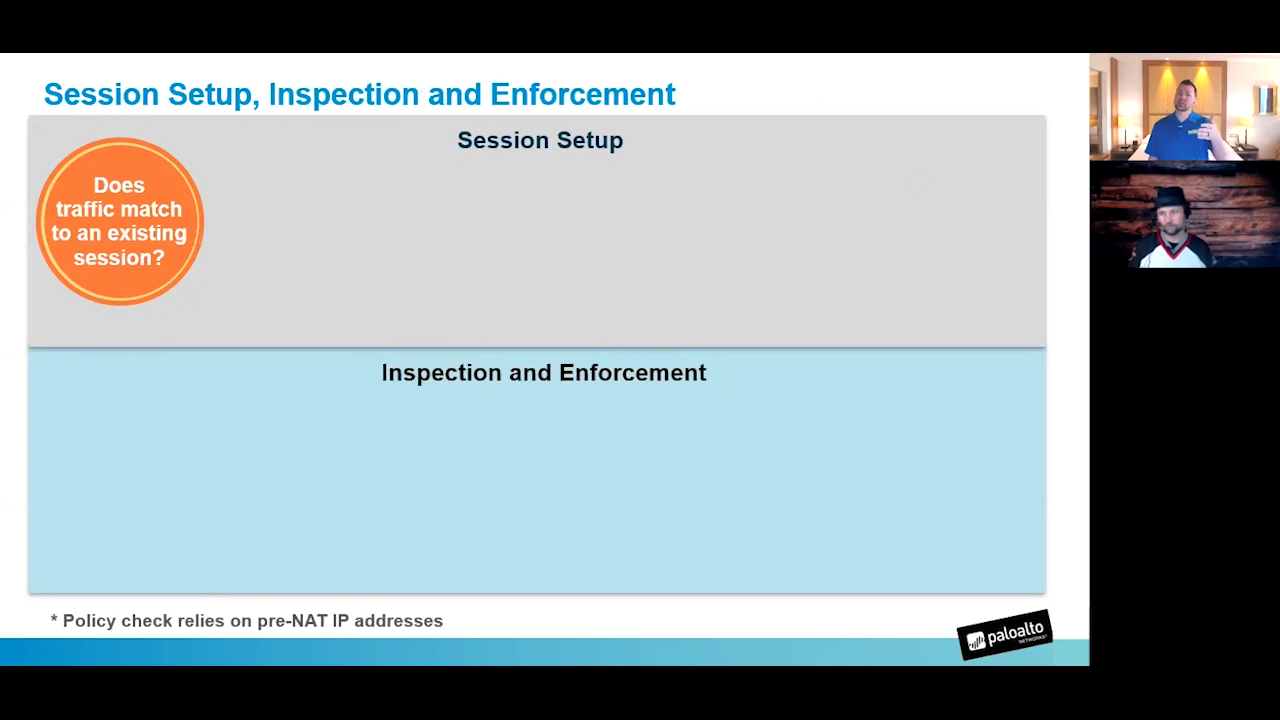 Session Setup, Inspection and Enforcement
Session Setup
Does
traffic match
to an existing
session?
Inspection and Enforcement
* Policy check relies on pre-NAT IP addresses
paloalto
NETWORKS